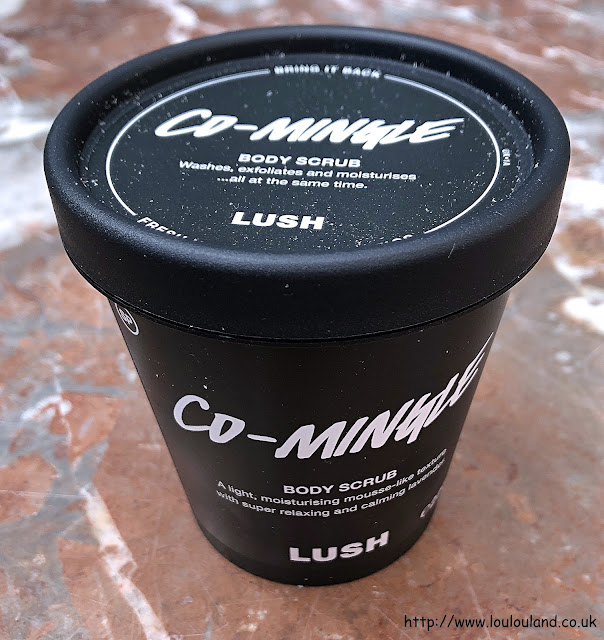 BRING IT BACK
CO-MINGLE
BODY SCRUB
Washes, exfoliates and moisturises
...all at the same time.
LUSH
CO-MINGLE
BODY SCRUB
A light, moisturising mousse-like texture
with super relaxing and calming lavender.
LUSH
http://www.loulouland.co.uk